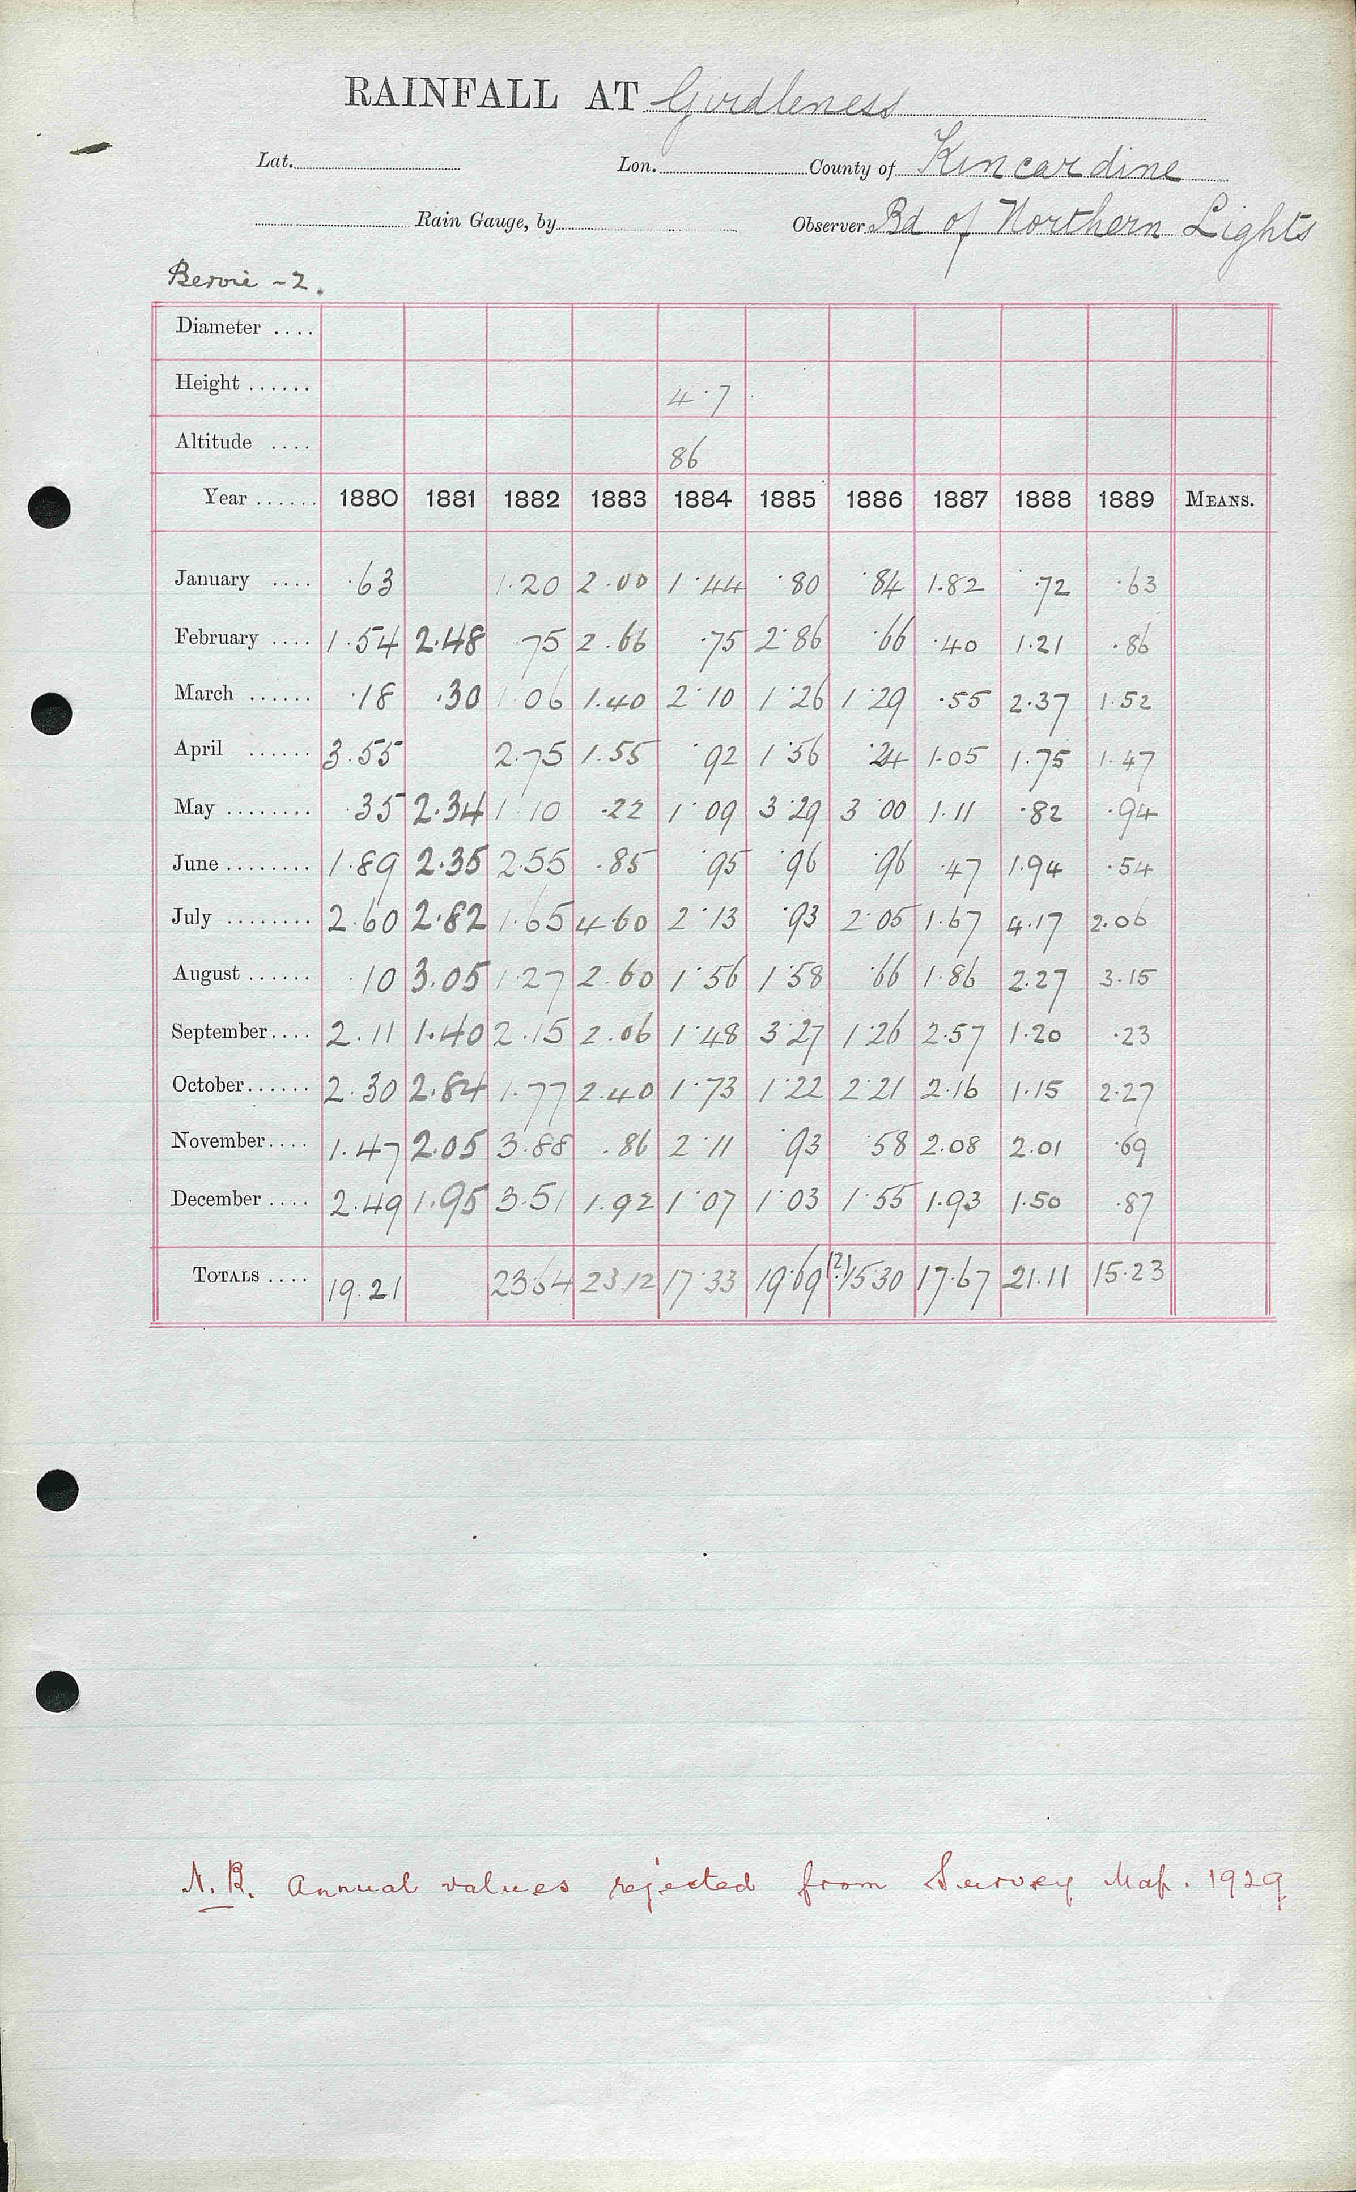 RAINFALL AT Girdleness
Lat. Lon. County of Kincardine
Rain Gauge, by Observer Bd of Northern Lights
Bervie - 2.
Diameter ....
Height ...... 4·7
Altitude .... 86
Year ...... 1880 1881 1882 1883 1884 1885 1886 1887 1888 1889 MEANS.
January .... ·63 1·20 2·00 1·44 ·80 ·84 1·82 ·72 ·63
February .... 1·54 2·48 ·75 2·66 ·75 2·86 ·66 ·40 1·21 ·86
March ...... ·18 ·30 1·06 1·40 2·10 1·26 1·29 ·55 2·37 1·52
April ...... 3·55 2·75 1·55 ·92 1·56 ·24 1·05 1·75 1·47
May ........ ·35 2·34 1·10 ·22 1·09 3·29 3·00 1·11 ·82 ·94
June ........ 1·89 2·35 2·55 ·85 ·95 ·96 ·96 ·47 1·94 ·54
July ........ 2·60 2·82 1·65 4·60 2·13 ·93 2·05 1·67 4·17 2·06
August ...... ·10 3·05 1·27 2·60 1·56 1·58 ·66 1·86 2·27 3·15
September .... 2·11 1·40 2·15 2·06 1·48 3·27 1·26 2·57 1·20 ·23
October ...... 2·30 2·84 1·77 2·40 1·73 1·22 2·21 2·16 1·15 2·27
November .... 1·47 2·05 3·88 ·86 2·11 ·93 ·58 2·08 2·01 ·69
December .... 2·49 1·95 3·51 1·92 1·07 1·03 1·55 1·93 1·50 ·87
TOTALS .... 19·21 23·64 23·12 17·33 19·69 (?) 15·30 17·67 21·11 15·23
N.B. Annual values rejected from Survey Map. 1929